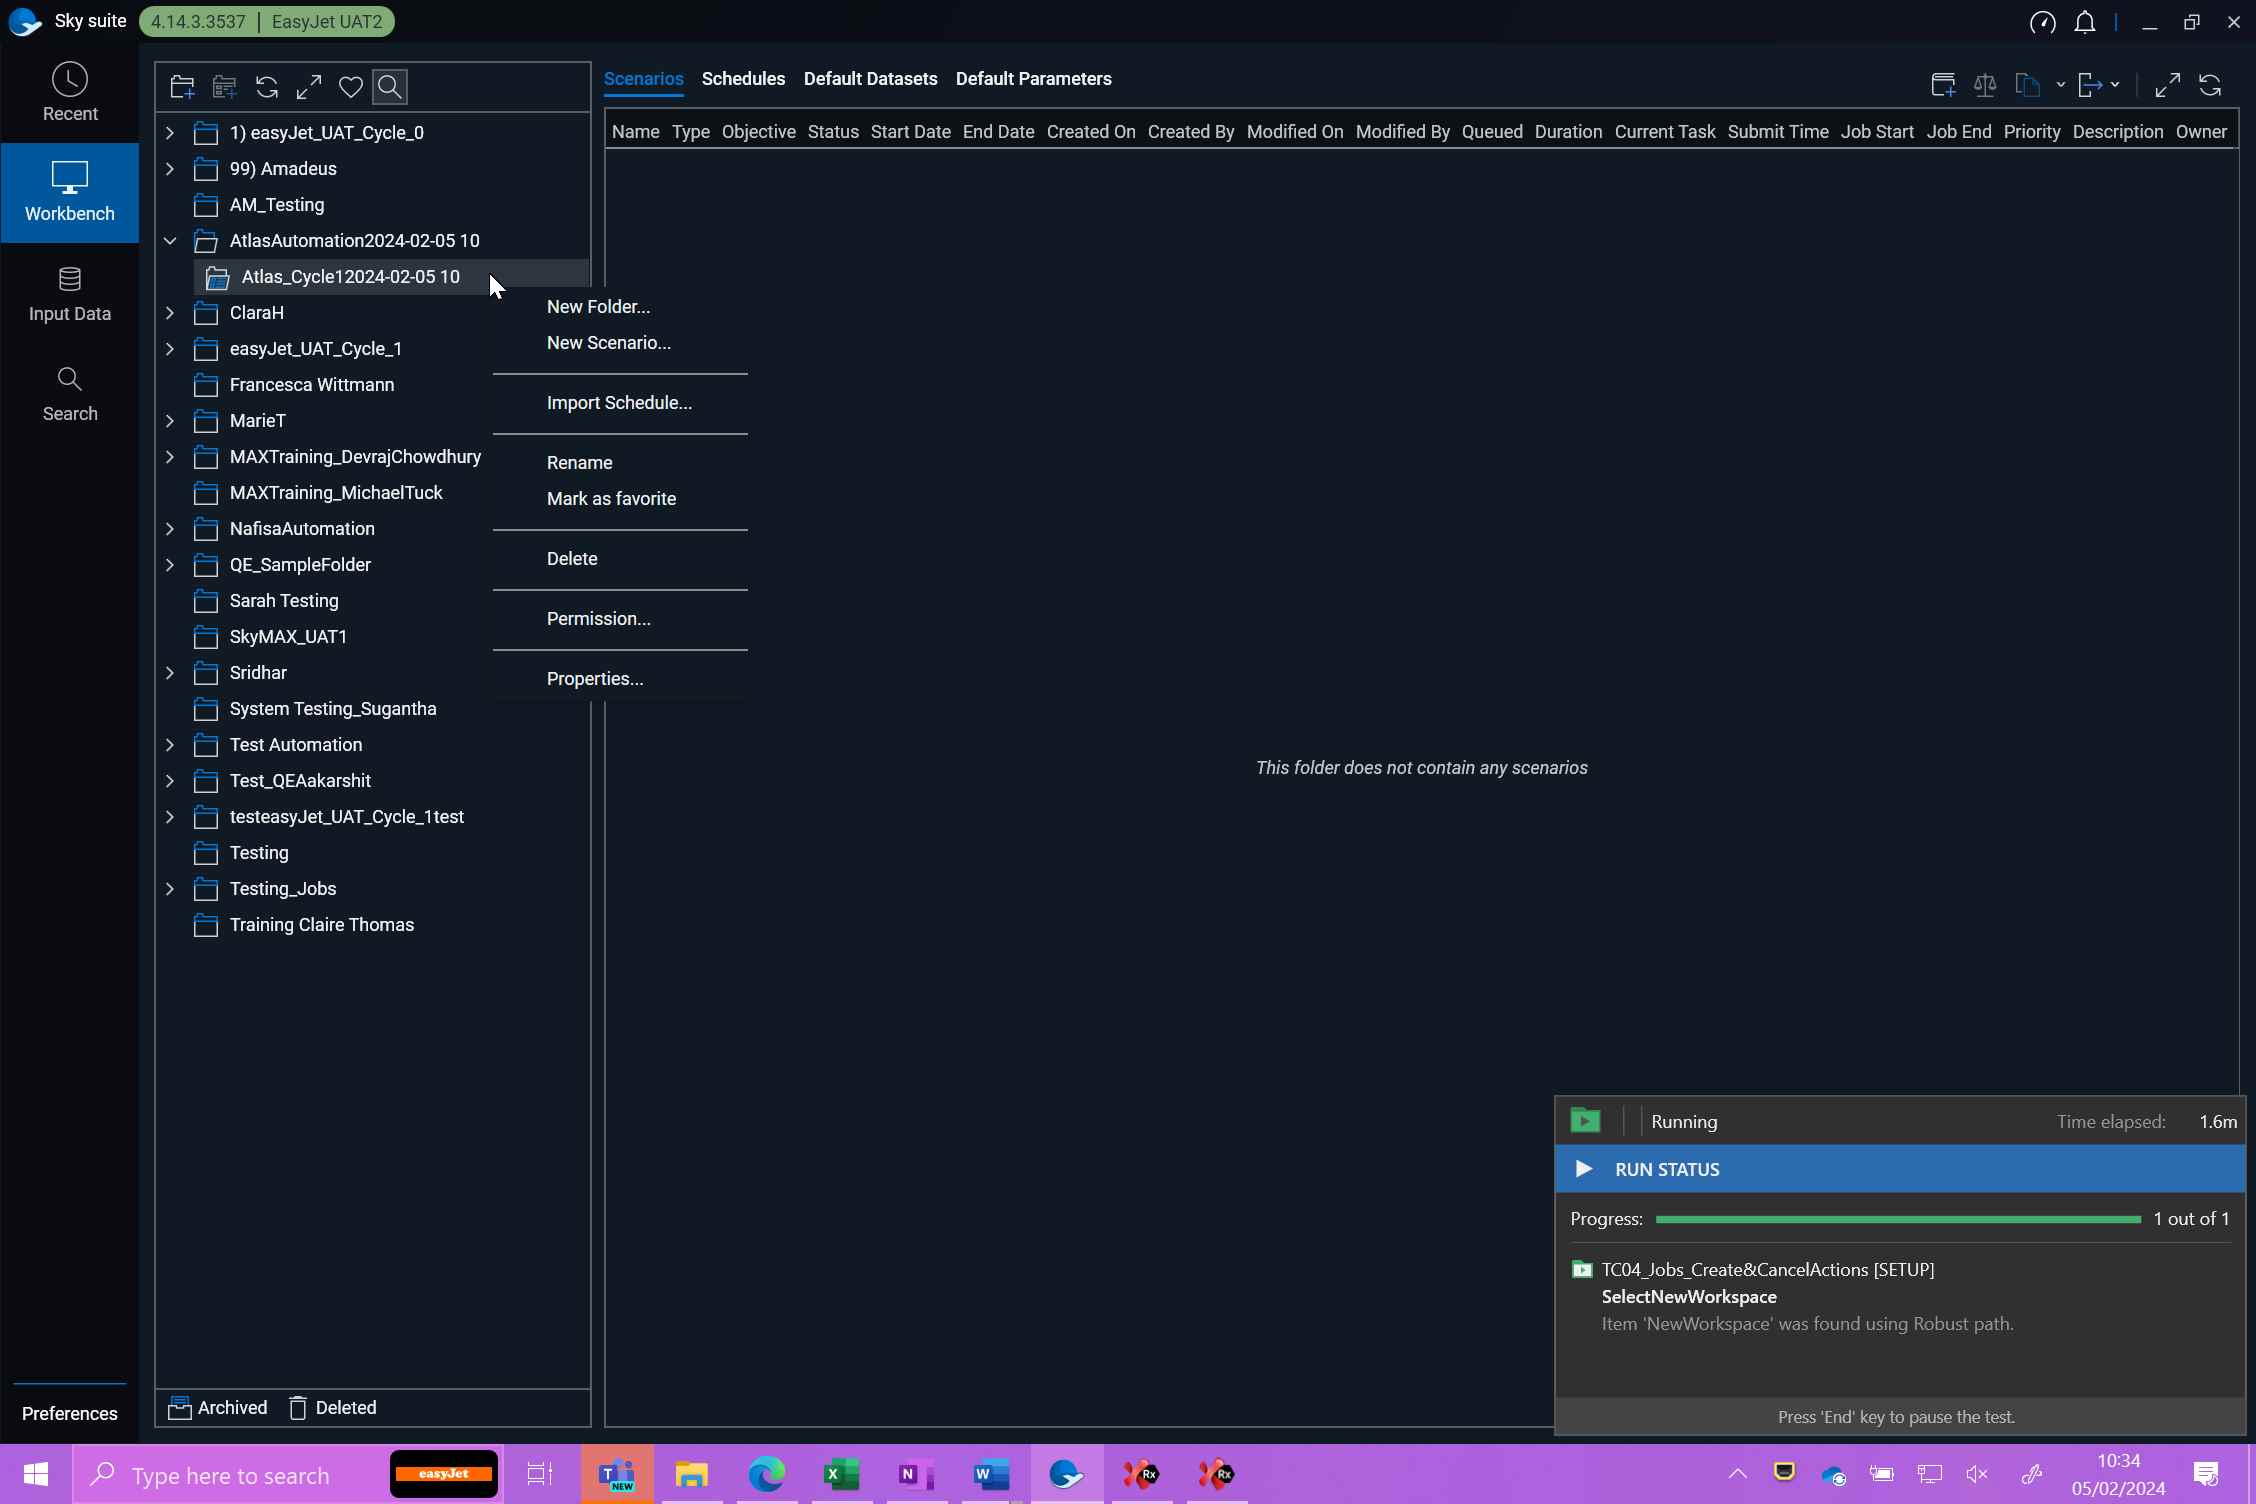 Sky suite 4.14.3.3537 | EasyJet UAT2
Recent
Workbench
Input Data
Search
Preferences
1) easyJet_UAT_Cycle_0
99) Amadeus
AM_Testing
AtlasAutomation2024-02-05 10
Atlas_Cycle12024-02-05 10
ClaraH
easyJet_UAT_Cycle_1
Francesca Wittmann
MarieT
MAXTraining_DevrajChowdhury
MAXTraining_MichaelTuck
NafisaAutomation
QE_SampleFolder
Sarah Testing
SkyMAX_UAT1
Sridhar
System Testing_Sugantha
Test Automation
Test_QEAakarshit
testeasyJet_UAT_Cycle_1test
Testing
Testing_Jobs
Training Claire Thomas
Archived Deleted
New Folder...
New Scenario...
Import Schedule...
Rename
Mark as favorite
Delete
Permission...
Properties...
Scenarios Schedules Default Datasets Default Parameters
Name Type Objective Status Start Date End Date Created On Created By Modified On Modified By Queued Duration Current Task Submit Time Job Start Job End Priority Description Owner
This folder does not contain any scenarios
Running Time elapsed: 1.6m
RUN STATUS
Progress: 1 out of 1
TC04_Jobs_Create&CancelActions [SETUP]
SelectNewWorkspace
Item 'NewWorkspace' was found using Robust path.
Press 'End' key to pause the test.
Type here to search
easyJet
T
NEW
X
N
W
Rx
Rx
10:34
05/02/2024